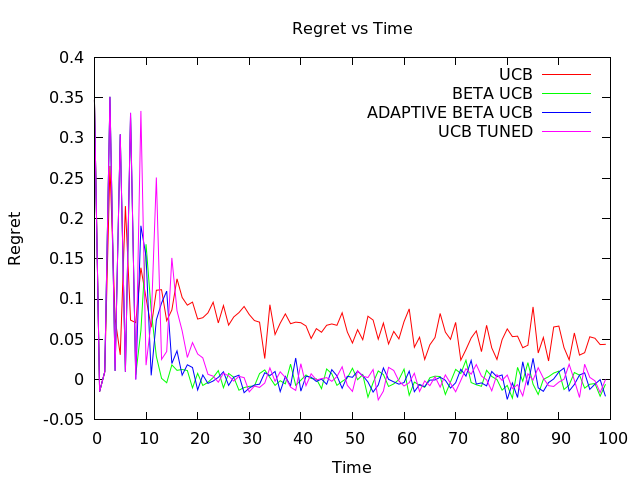 Regret vs Time
0.4
0.35
0.3
0.25
0.2
0.15
0.1
0.05
0
-0.05
Regret
UCB
BETA UCB
ADAPTIVE BETA UCB
UCB TUNED
0 10 20 30 40 50 60 70 80 90 100
Time